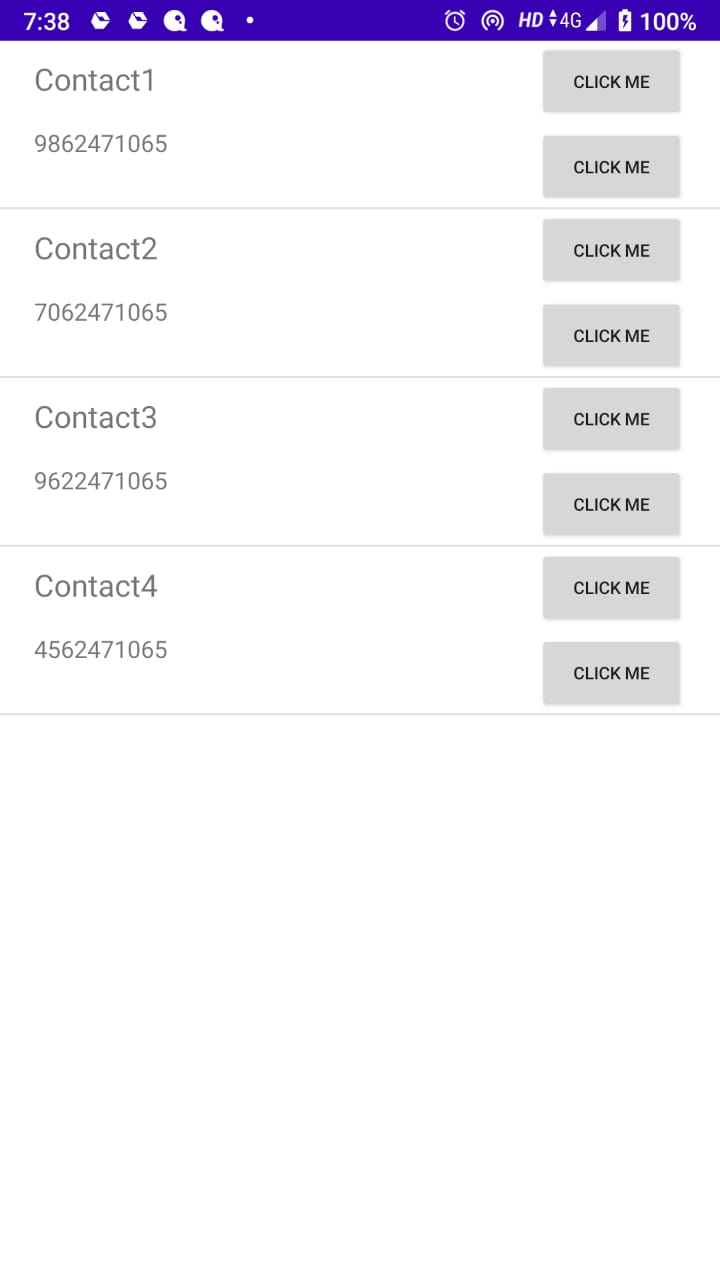 7:38 HD 4G 100%
Contact1 CLICK ME
9862471065 CLICK ME
Contact2 CLICK ME
7062471065 CLICK ME
Contact3 CLICK ME
9622471065 CLICK ME
Contact4 CLICK ME
4562471065 CLICK ME